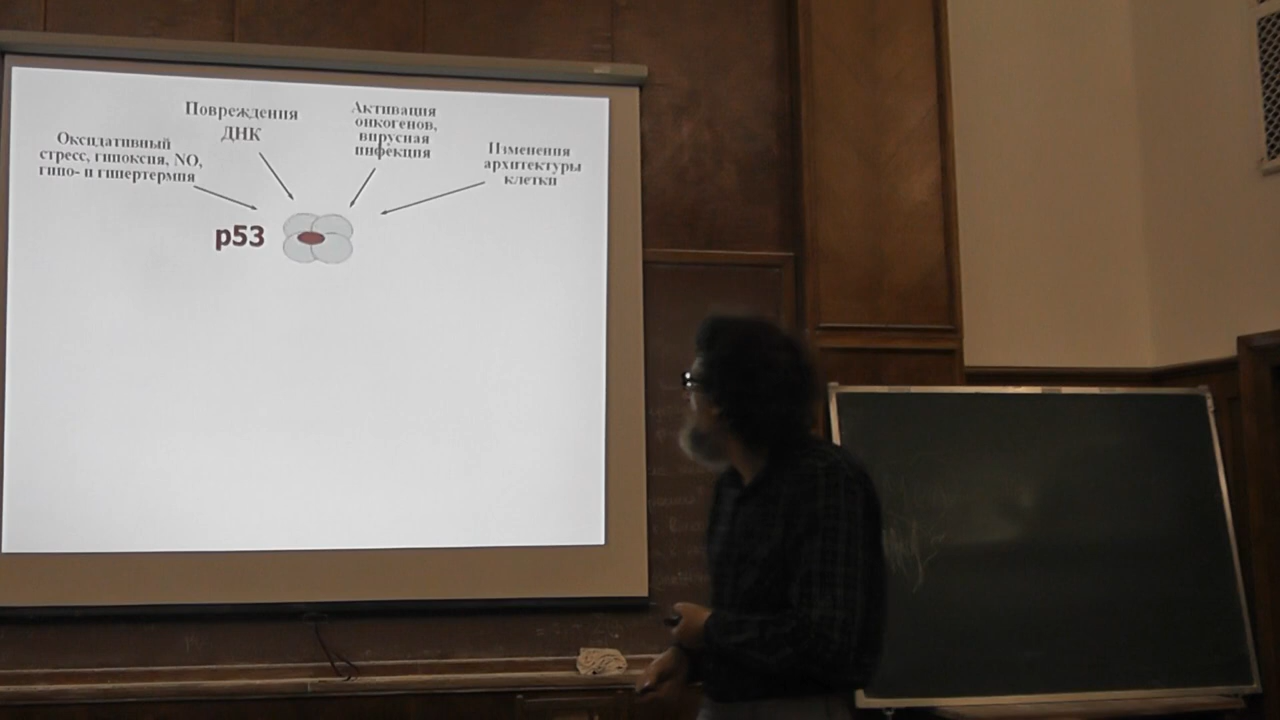 Оксидативный
стресс, гипоксия, NO,
гипо- и гипертермия
Повреждения
ДНК
Активация
онкогенов,
вирусная
инфекция
Изменения
архитектуры
клетки
p53